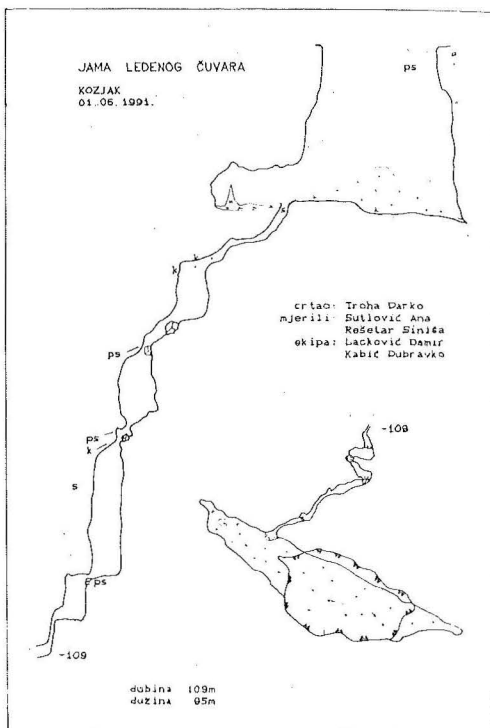 JAMA LEDENOG ČUVARA
KOZJAK
01.06.1991.
ps
k
k
ps
ps
k
s
ps
-109
crtao: Troha Darko
mjerili: Sutlović Ana
Rešetar Siniša
ekipa: Lacković Damir
Kabić Dubravko
-109
dubina 109m
dužina 95m